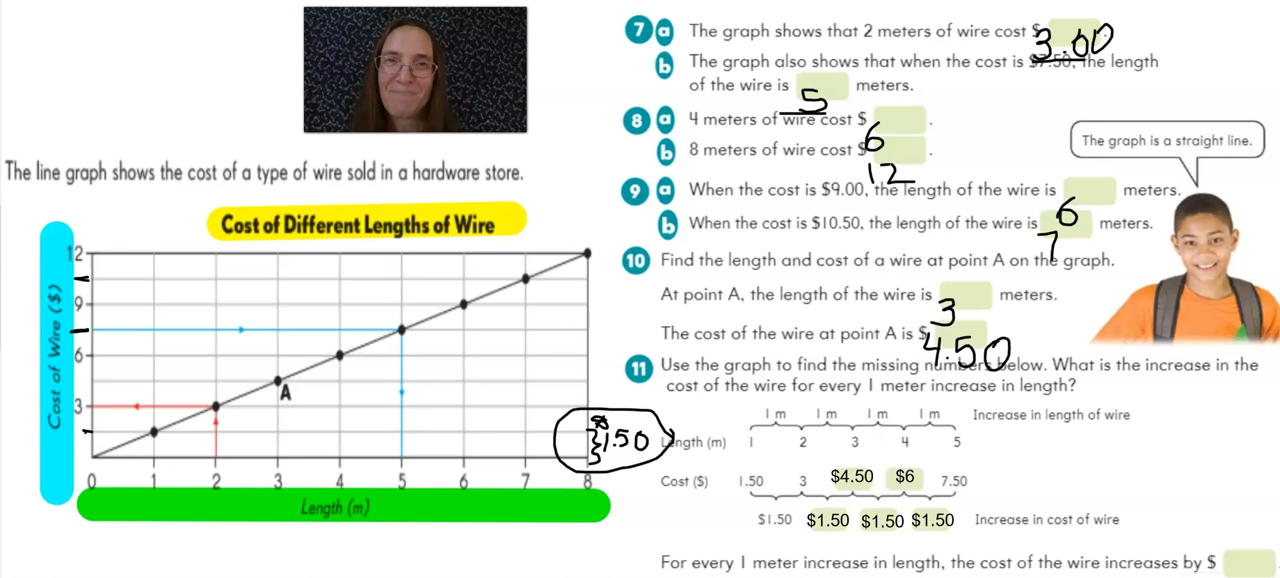 The line graph shows the cost of a type of wire sold in a hardware store.
Cost of Different Lengths of Wire
Cost of Wire ($)
12
9
6
3
A
0 1 2 3 4 5 6 7 8
Length (m)
$1.50
7 a The graph shows that 2 meters of wire cost $ 3.00
b The graph also shows that when the cost is $7.50, the length
of the wire is 5 meters.
8 a 4 meters of wire cost $ 6 .
b 8 meters of wire cost $ 12 .
9 a When the cost is $9.00, the length of the wire is 6 meters.
b When the cost is $10.50, the length of the wire is 7 meters.
The graph is a straight line.
10 Find the length and cost of a wire at point A on the graph.
At point A, the length of the wire is 3 meters.
The cost of the wire at point A is $ 4.50
11 Use the graph to find the missing numbers below. What is the increase in the
cost of the wire for every 1 meter increase in length?
1 m 1 m 1 m 1 m Increase in length of wire
Length (m) 1 2 3 4 5
Cost ($) 1.50 3 $4.50 $6 7.50
$1.50 $1.50 $1.50 $1.50 Increase in cost of wire
For every 1 meter increase in length, the cost of the wire increases by $